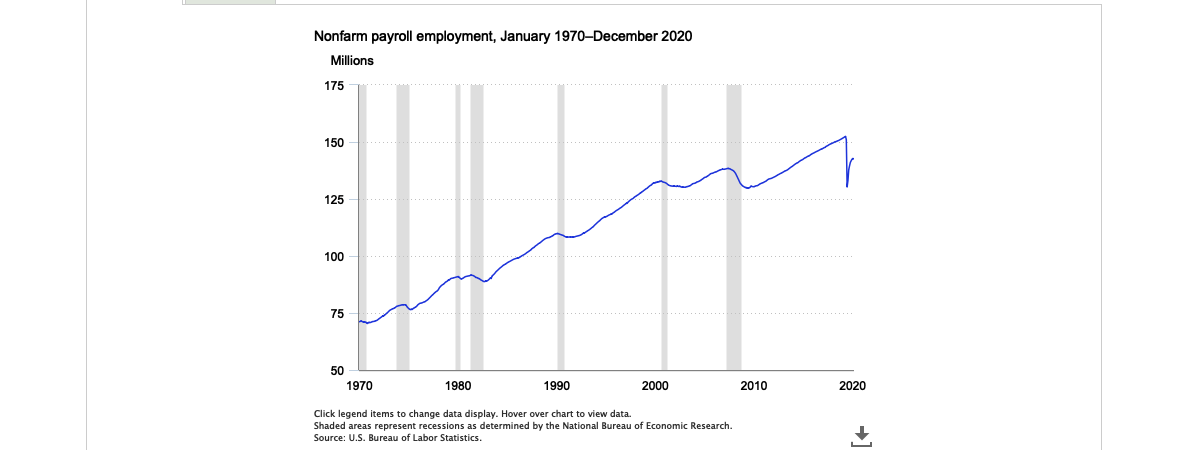 Nonfarm payroll employment, January 1970–December 2020
Millions
175
150
125
100
75
50
1970 1980 1990 2000 2010 2020
Click legend items to change data display. Hover over chart to view data.
Shaded areas represent recessions as determined by the National Bureau of Economic Research.
Source: U.S. Bureau of Labor Statistics.